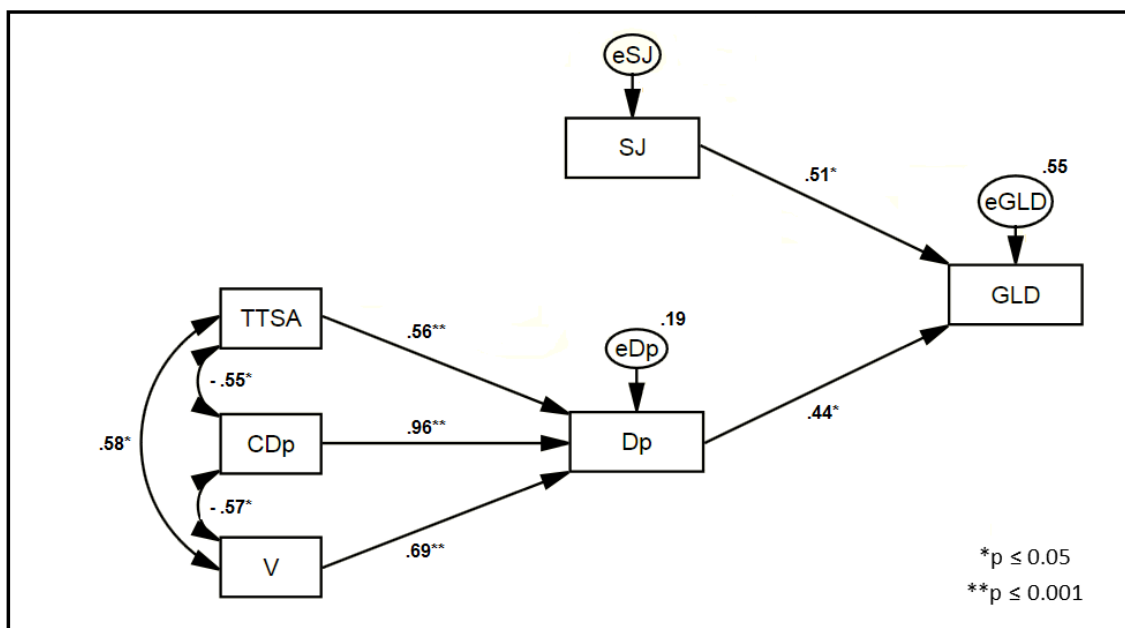 eSJ
SJ
.51*
.55
eGLD
GLD
TTSA
.56**
.19
eDp
- .55*
.58*
CDp
.96**
Dp
.44*
- .57*
V
.69**
*p ≤ 0.05
**p ≤ 0.001